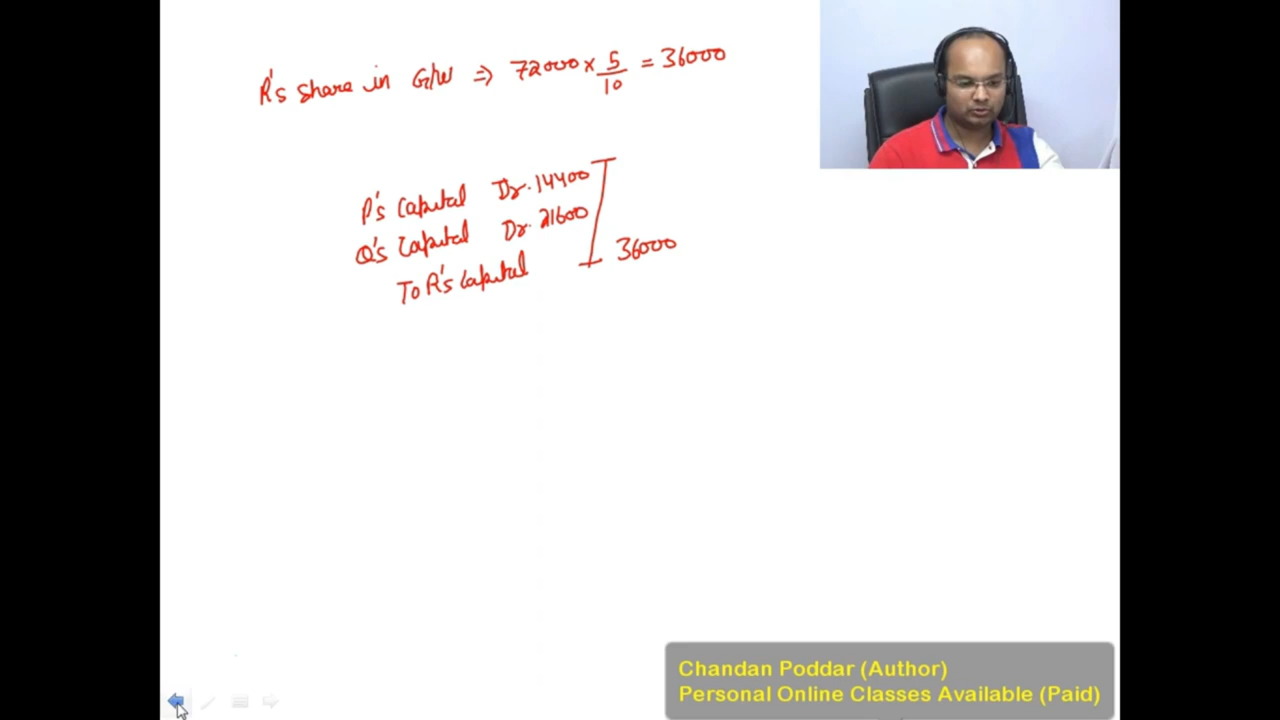 R's share in G/W ⇒ 72000 × 5/10 = 36000
P's Capital Dr. 14400
Q's Capital Dr. 21600
To R's Capital 36000
Chandan Poddar (Author)
Personal Online Classes Available (Paid)